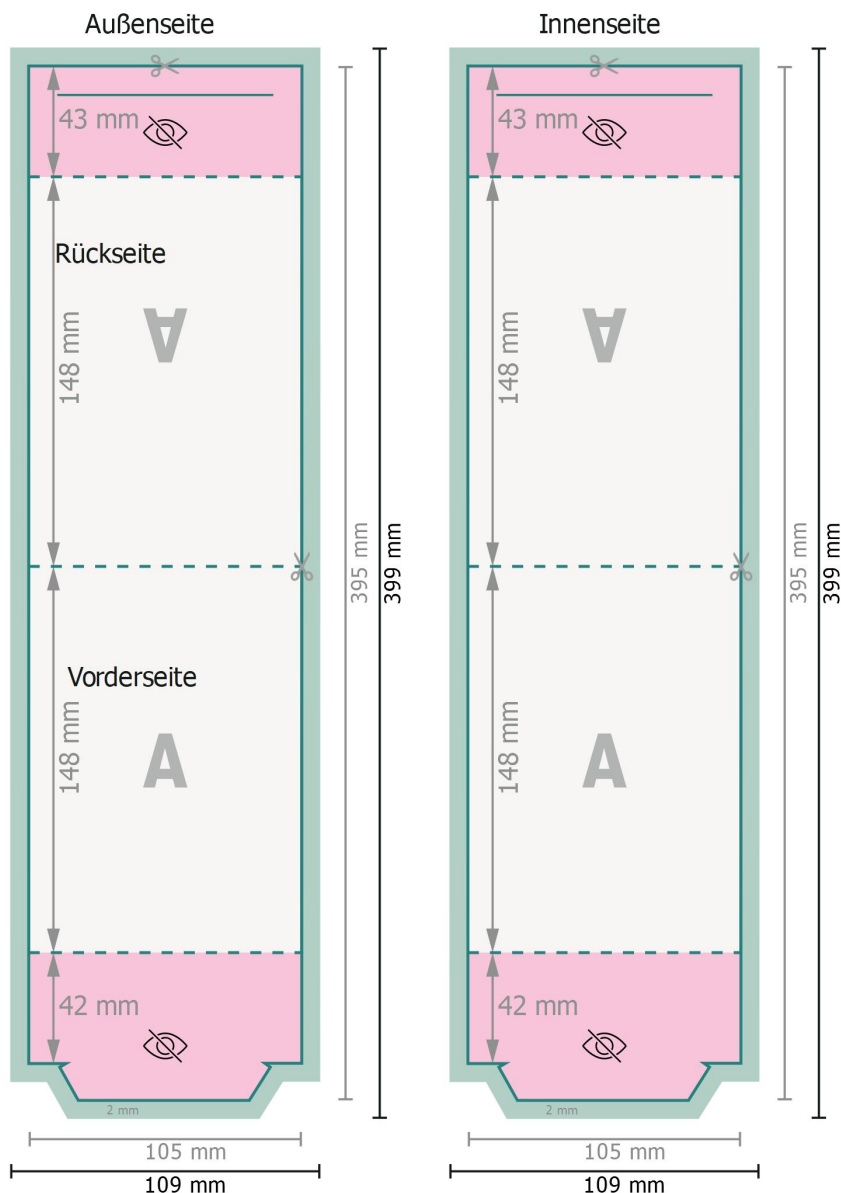 Außenseite
43 mm
Rückseite
A
148 mm
Vorderseite
A
148 mm
42 mm
2 mm
105 mm
109 mm
395 mm
399 mm
Innenseite
43 mm
A
148 mm
A
148 mm
42 mm
2 mm
105 mm
109 mm
395 mm
399 mm